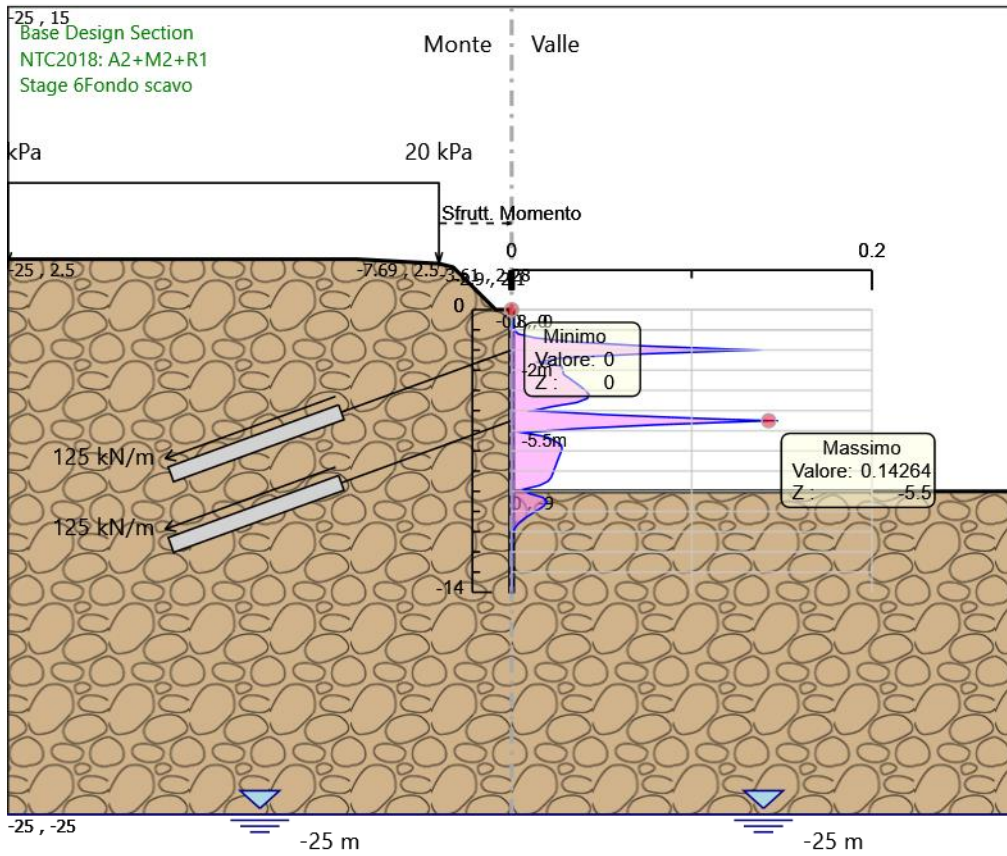 -25 , 15
Base Design Section
NTC2018: A2+M2+R1
Stage 6Fondo scavo
Monte
Valle
kPa
20 kPa
Sfrutt. Momento
0
0.2
-25 , 2.5
-7.69 , 2.5
0
Minimo
Valore: 0
Z : 0
-2m
-5.5m
Massimo
Valore: 0.14264
Z : -5.5
125 kN/m
125 kN/m
-14
-25 , -25
-25 m
-25 m